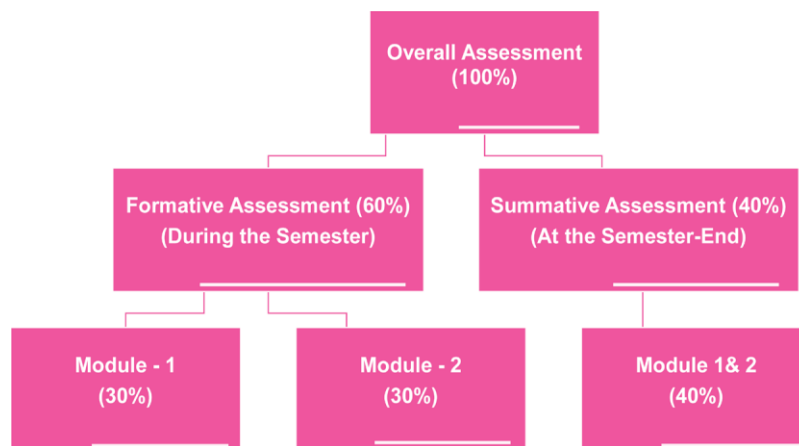 Overall Assessment
(100%)
Formative Assessment (60%)
(During the Semester)
Summative Assessment (40%)
(At the Semester-End)
Module - 1
(30%)
Module - 2
(30%)
Module 1& 2
(40%)